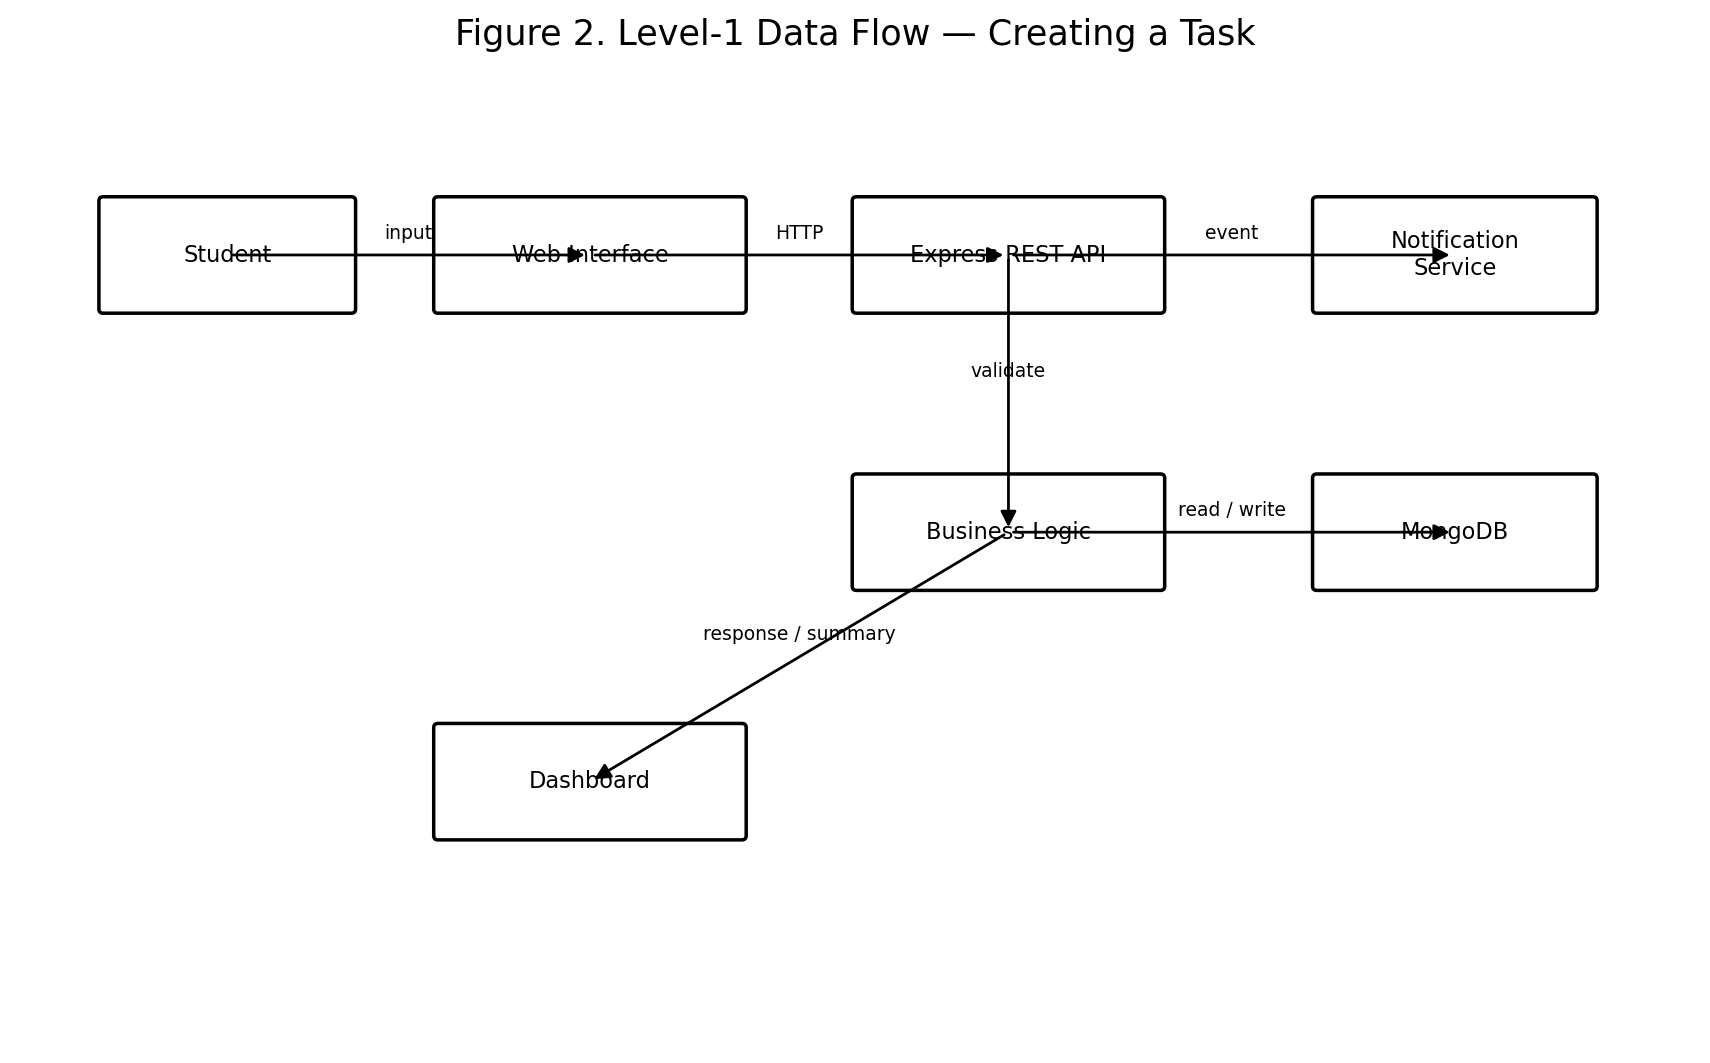 Figure 2. Level-1 Data Flow — Creating a Task
Student
input
Web Interface
HTTP
Express REST API
event
Notification
Service
validate
Business Logic
read / write
MongoDB
response / summary
Dashboard